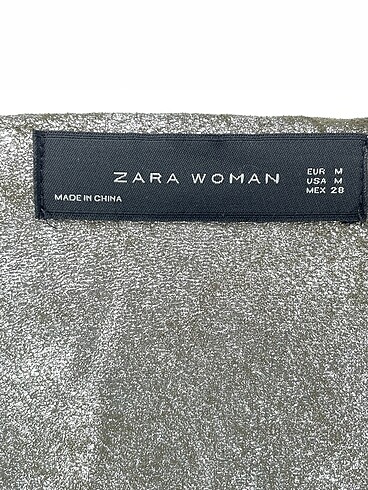 ZARA WOMAN
MADE IN CHINA
EUR M
USA M
MEX 28